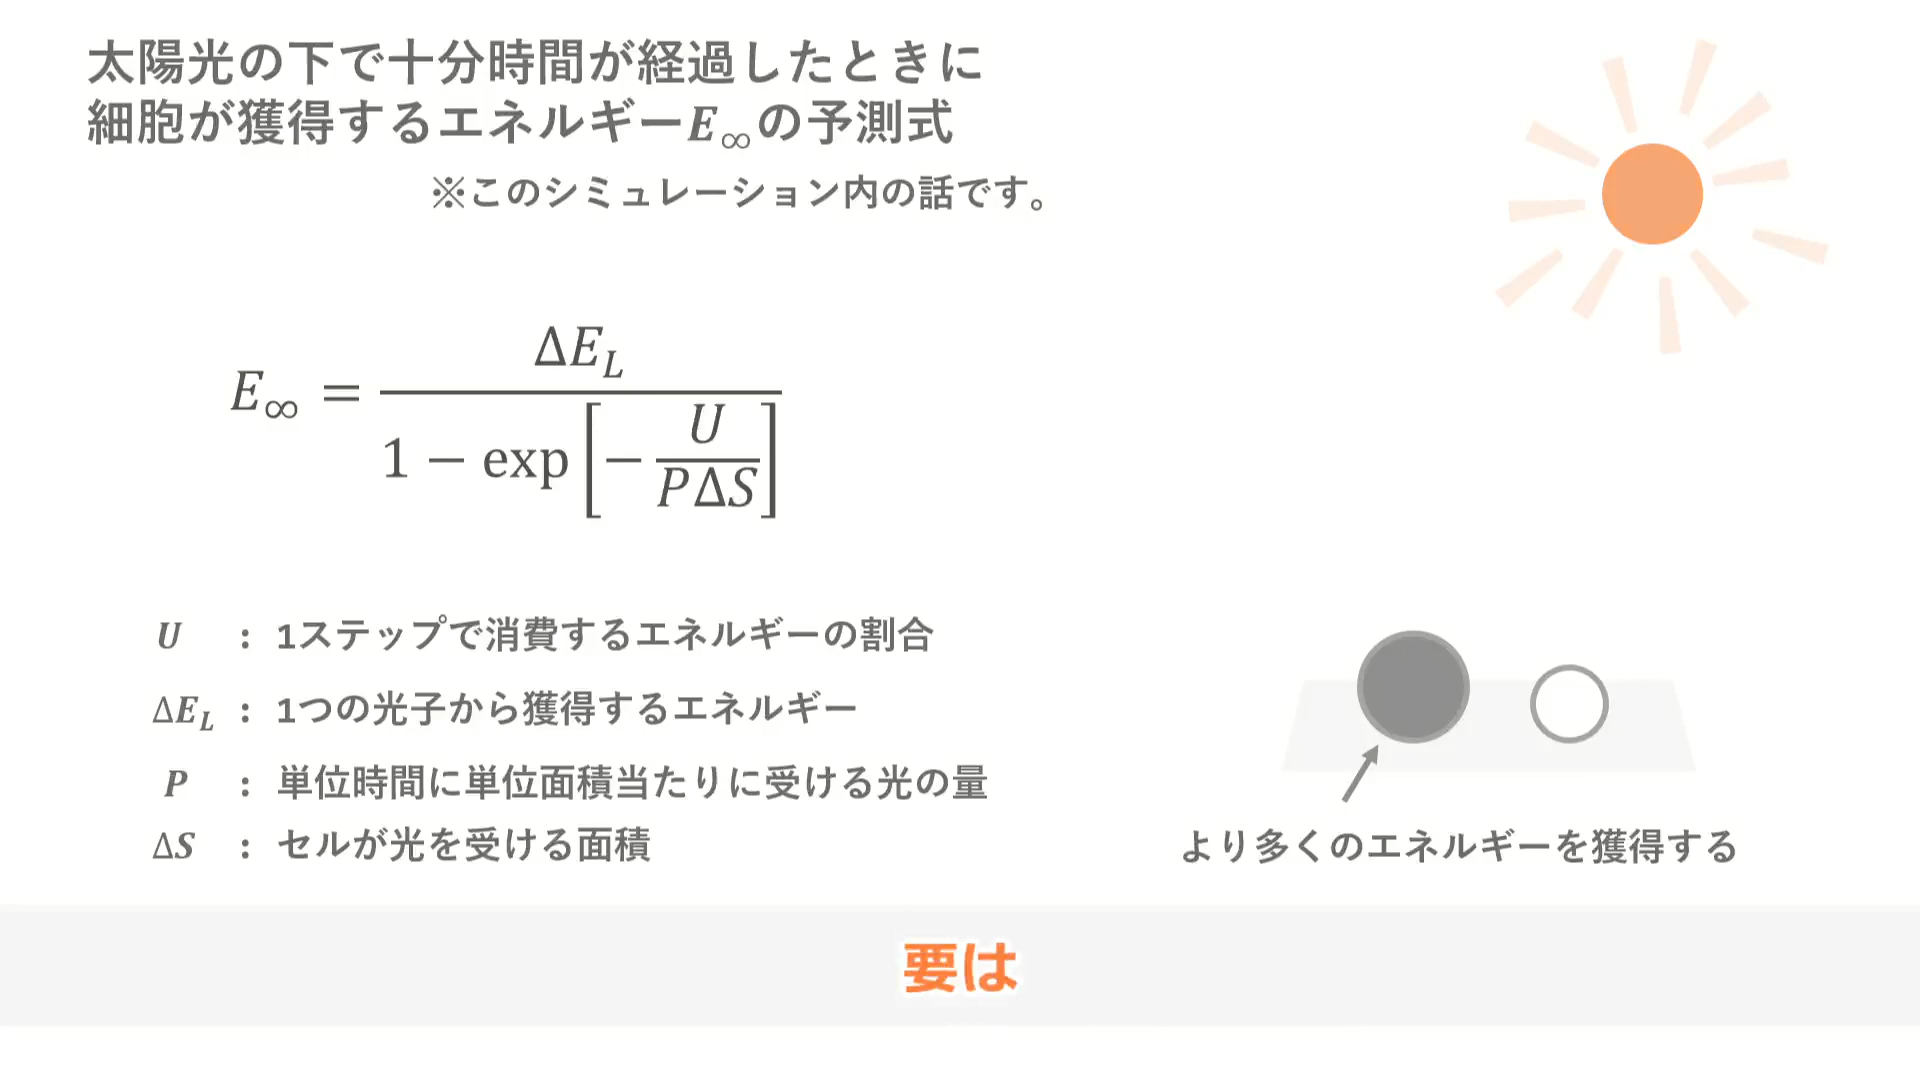 太陽光の下で十分時間が経過したときに
細胞が獲得するエネルギーE∞の予測式
※このシミュレーション内の話です。
E∞ = ΔE_L / (1 − exp[−U/(PΔS)])
U : 1ステップで消費するエネルギーの割合
ΔE_L : 1つの光子から獲得するエネルギー
P : 単位時間に単位面積当たりに受ける光の量
ΔS : セルが光を受ける面積
より多くのエネルギーを獲得する
要は